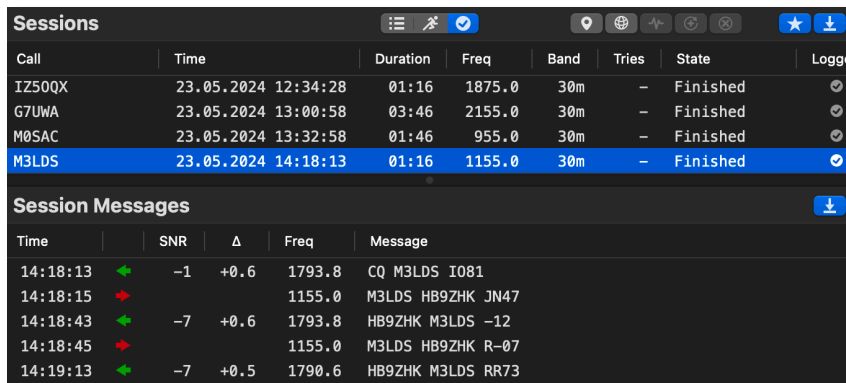 Sessions
Call Time Duration Freq Band Tries State Logge
IZ5OQX 23.05.2024 12:34:28 01:16 1875.0 30m – Finished
G7UWA 23.05.2024 13:00:58 03:46 2155.0 30m – Finished
M0SAC 23.05.2024 13:32:58 01:46 955.0 30m – Finished
M3LDS 23.05.2024 14:18:13 01:16 1155.0 30m – Finished
Session Messages
Time SNR Δ Freq Message
14:18:13 −1 +0.6 1793.8 CQ M3LDS IO81
14:18:15 1155.0 M3LDS HB9ZHK JN47
14:18:43 −7 +0.6 1793.8 HB9ZHK M3LDS −12
14:18:45 1155.0 M3LDS HB9ZHK R−07
14:19:13 −7 +0.5 1790.6 HB9ZHK M3LDS RR73